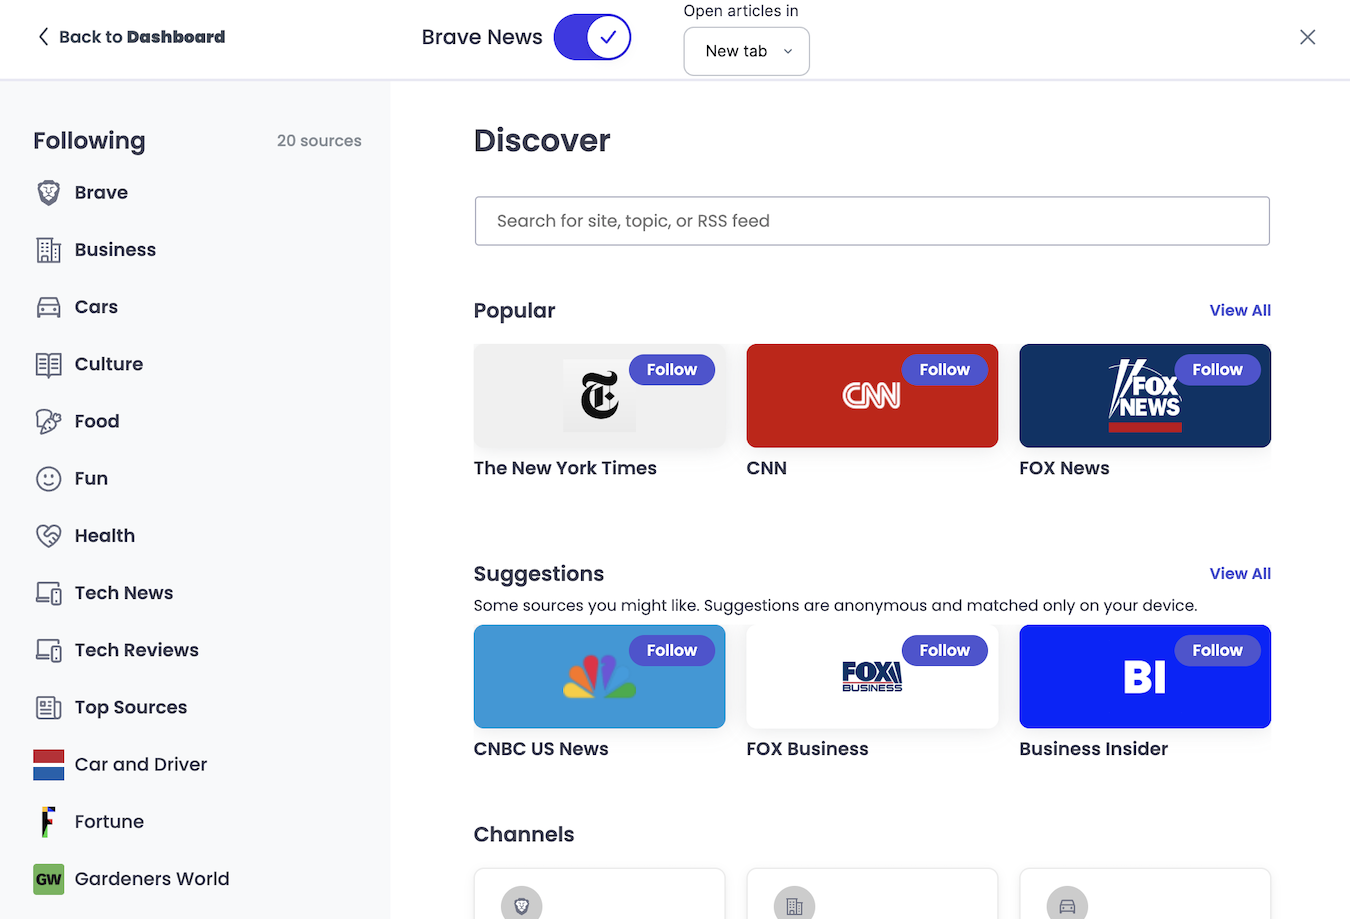 Back to Dashboard
Brave News
Open articles in
New tab
Following
20 sources
Brave
Business
Cars
Culture
Food
Fun
Health
Tech News
Tech Reviews
Top Sources
Car and Driver
F
Fortune
GW
Gardeners World
Discover
Search for site, topic, or RSS feed
Popular
View All
T
Follow
CNN
Follow
FOX
NEWS
Follow
The New York Times
CNN
FOX News
Suggestions
View All
Some sources you might like. Suggestions are anonymous and matched only on your device.
Follow
FOX
BUSINESS
Follow
BI
Follow
CNBC US News
FOX Business
Business Insider
Channels